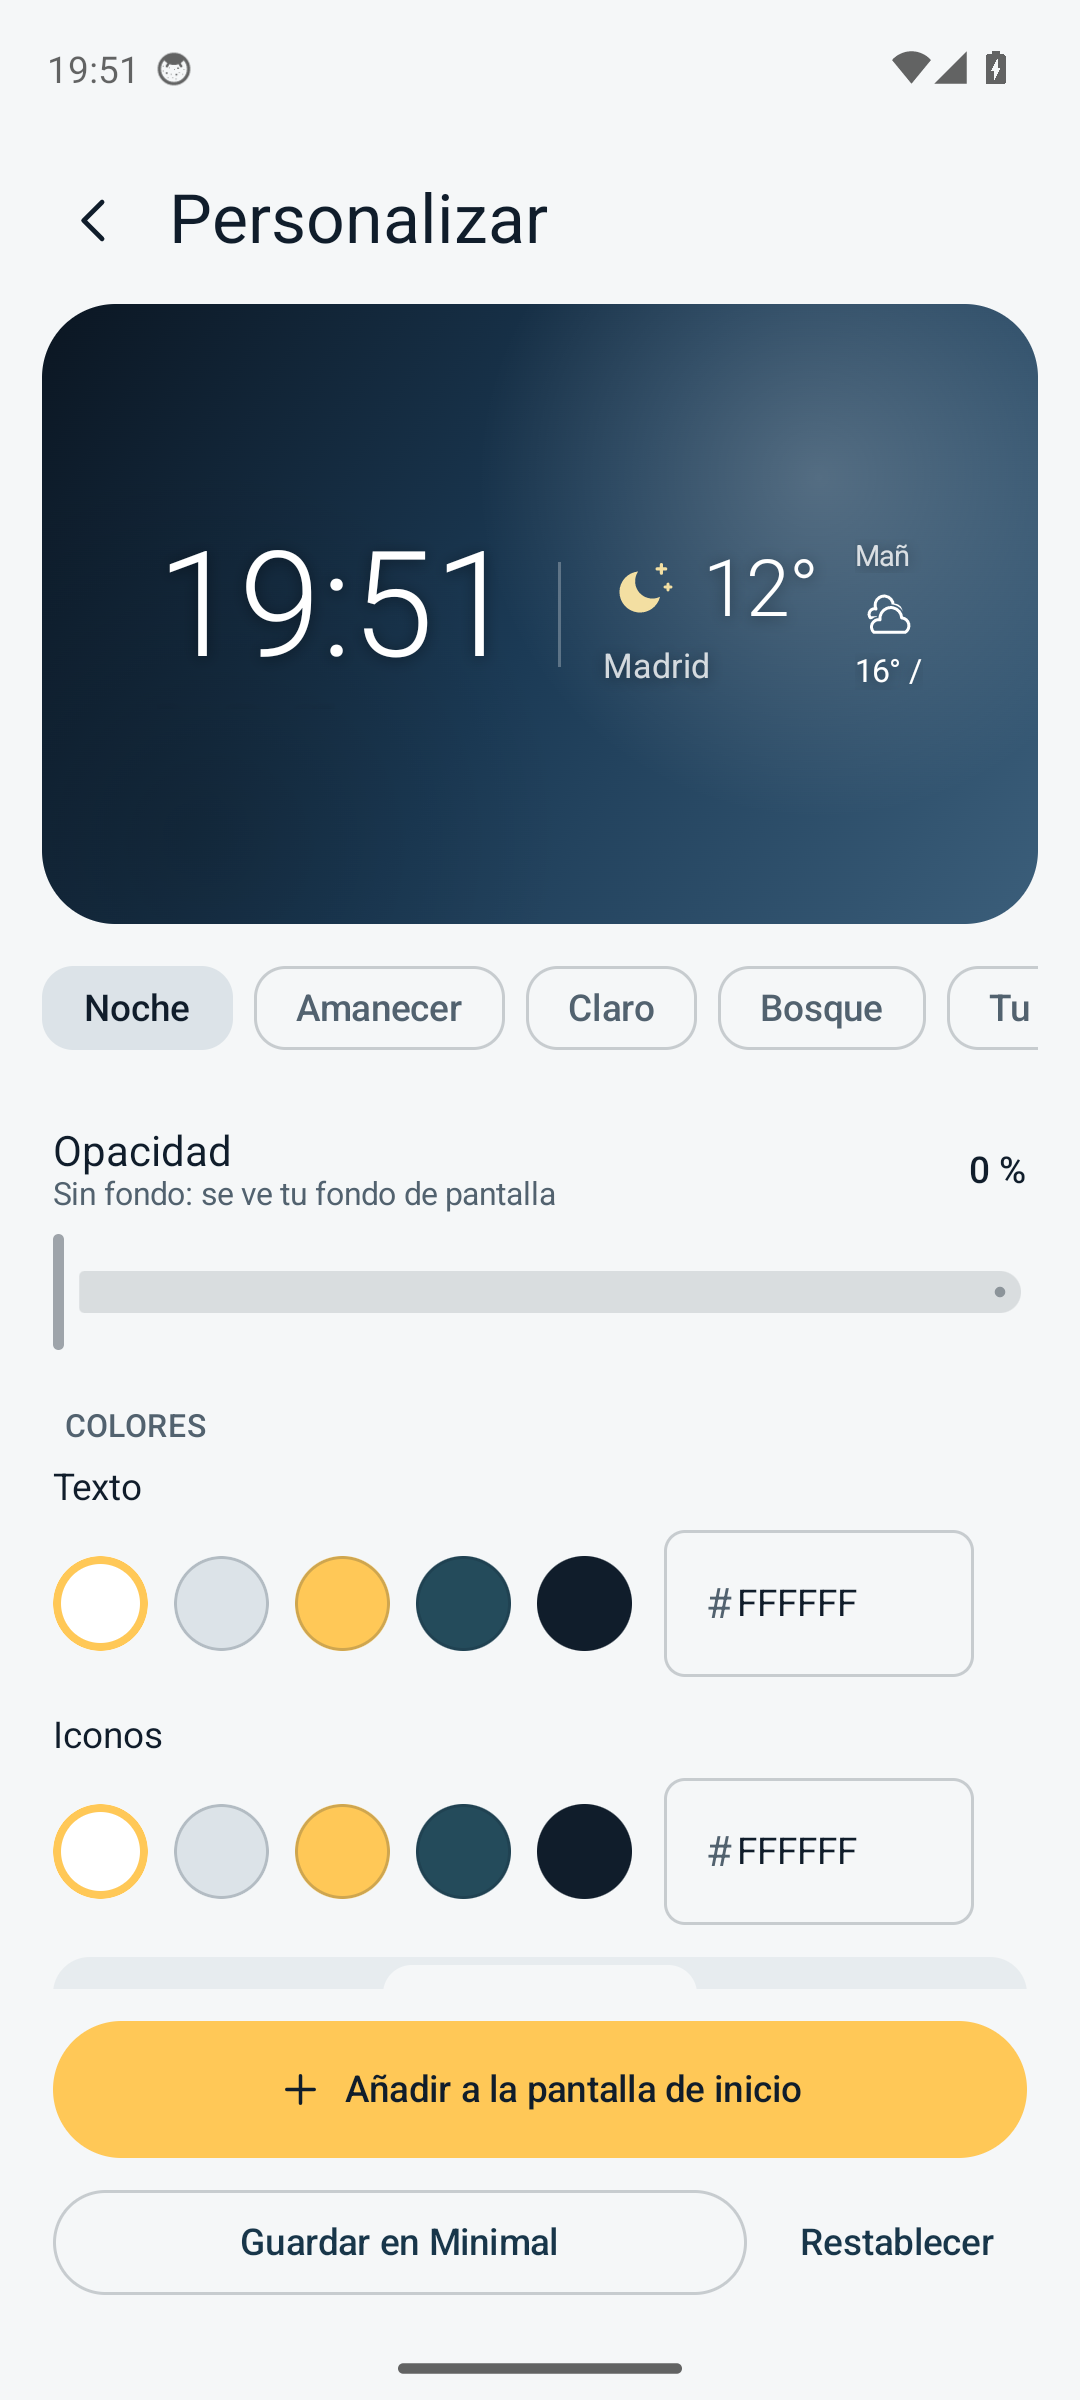 19:51
Personalizar
19:51
12°
Madrid
Mañ
16° /
Noche
Amanecer
Claro
Bosque
Tu
Opacidad
Sin fondo: se ve tu fondo de pantalla
0 %
COLORES
Texto
#FFFFFF
Iconos
#FFFFFF
+ Añadir a la pantalla de inicio
Guardar en Minimal
Restablecer